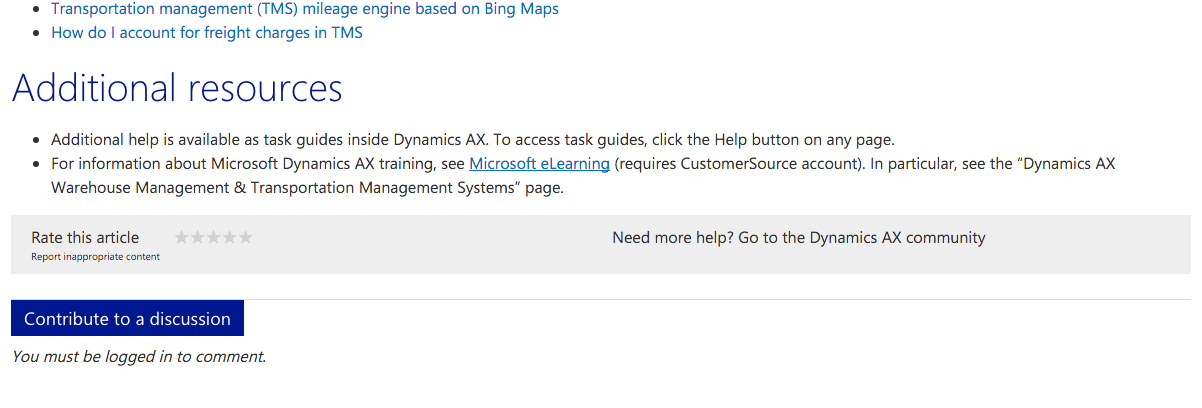 Transportation management (TMS) mileage engine based on Bing Maps
How do I account for freight charges in TMS
Additional resources
Additional help is available as task guides inside Dynamics AX. To access task guides, click the Help button on any page.
For information about Microsoft Dynamics AX training, see Microsoft eLearning (requires CustomerSource account). In particular, see the “Dynamics AX
Warehouse Management & Transportation Management Systems” page.
Rate this article
Need more help? Go to the Dynamics AX community
Report inappropriate content
Contribute to a discussion
You must be logged in to comment.